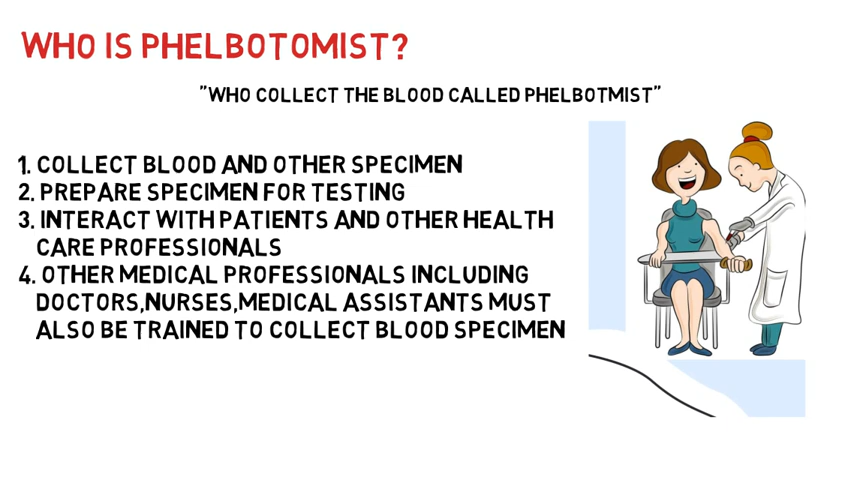 WHO IS PHELBOTOMIST?
"WHO COLLECT THE BLOOD CALLED PHELBOTMIST"
1. COLLECT BLOOD AND OTHER SPECIMEN
2. PREPARE SPECIMEN FOR TESTING
3. INTERACT WITH PATIENTS AND OTHER HEALTH
CARE PROFESSIONALS
4. OTHER MEDICAL PROFESSIONALS INCLUDING
DOCTORS,NURSES,MEDICAL ASSISTANTS MUST
ALSO BE TRAINED TO COLLECT BLOOD SPECIMEN